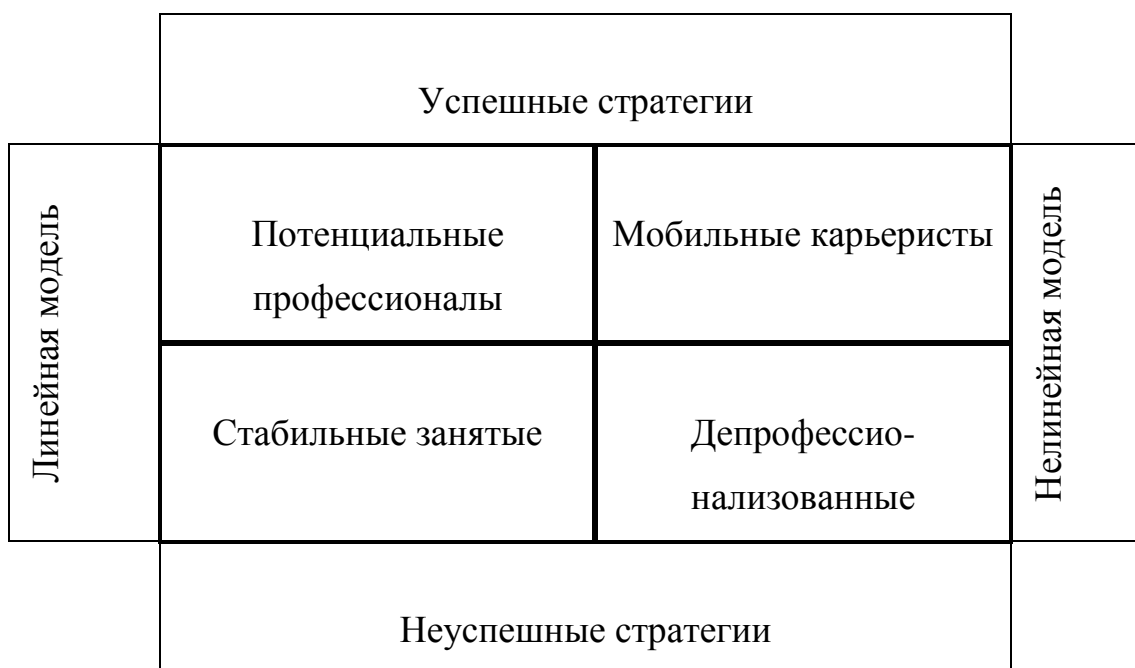 Успешные стратегии
Линейная модель
Потенциальные
профессионалы
Мобильные карьеристы
Нелинейная модель
Стабильные занятые
Депрофессио-
нализованные
Неуспешные стратегии